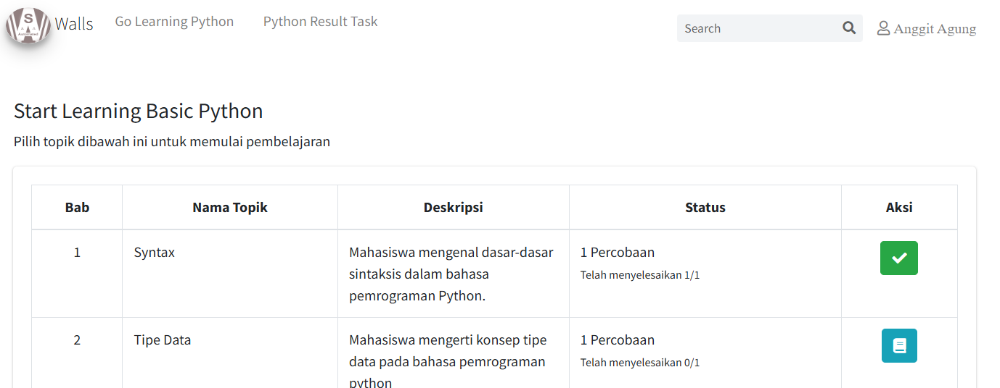 S
A A
Automated
Walls Go Learning Python Python Result Task Search Anggit Agung
Start Learning Basic Python
Pilih topik dibawah ini untuk memulai pembelajaran
Bab Nama Topik Deskripsi Status Aksi
1 Syntax Mahasiswa mengenal dasar-dasar 1 Percobaan
sintaksis dalam bahasa Telah menyelesaikan 1/1
pemrograman Python.
2 Tipe Data Mahasiswa mengerti konsep tipe 1 Percobaan
data pada bahasa pemrograman Telah menyelesaikan 0/1
python